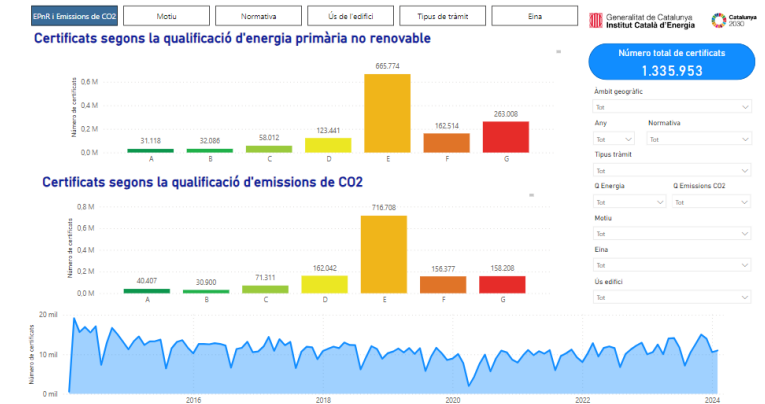 EPnR i Emissions de CO2
Motiu
Normativa
Ús de l'edifici
Tipus de tràmit
Eina
Generalitat de Catalunya
Institut Català d'Energia
Catalunya
2030
Certificats segons la qualificació d'energia primària no renovable
Número total de certificats
1.335.953
Número de certificats
0.6 M
0.4 M
0.2 M
0.0 M
31.118
32.086
58.012
123.441
665.774
162.514
263.008
A
B
C
D
E
F
G
Àmbit geogràfic
Tot
Any
Normativa
Tot
Tot
Tipus tràmit
Tot
Q Energia
Q Emissions CO2
Tot
Tot
Motiu
Tot
Eina
Tot
Ús edifici
Tot
Certificats segons la qualificació d'emissions de CO2
Número de certificats
0.8 M
0.6 M
0.4 M
0.2 M
0.0 M
40.407
30.900
71.311
162.042
716.708
156.377
158.208
A
B
C
D
E
F
G
Número de certificats
20 mil
10 mil
0 mil
2016
2018
2020
2022
2024